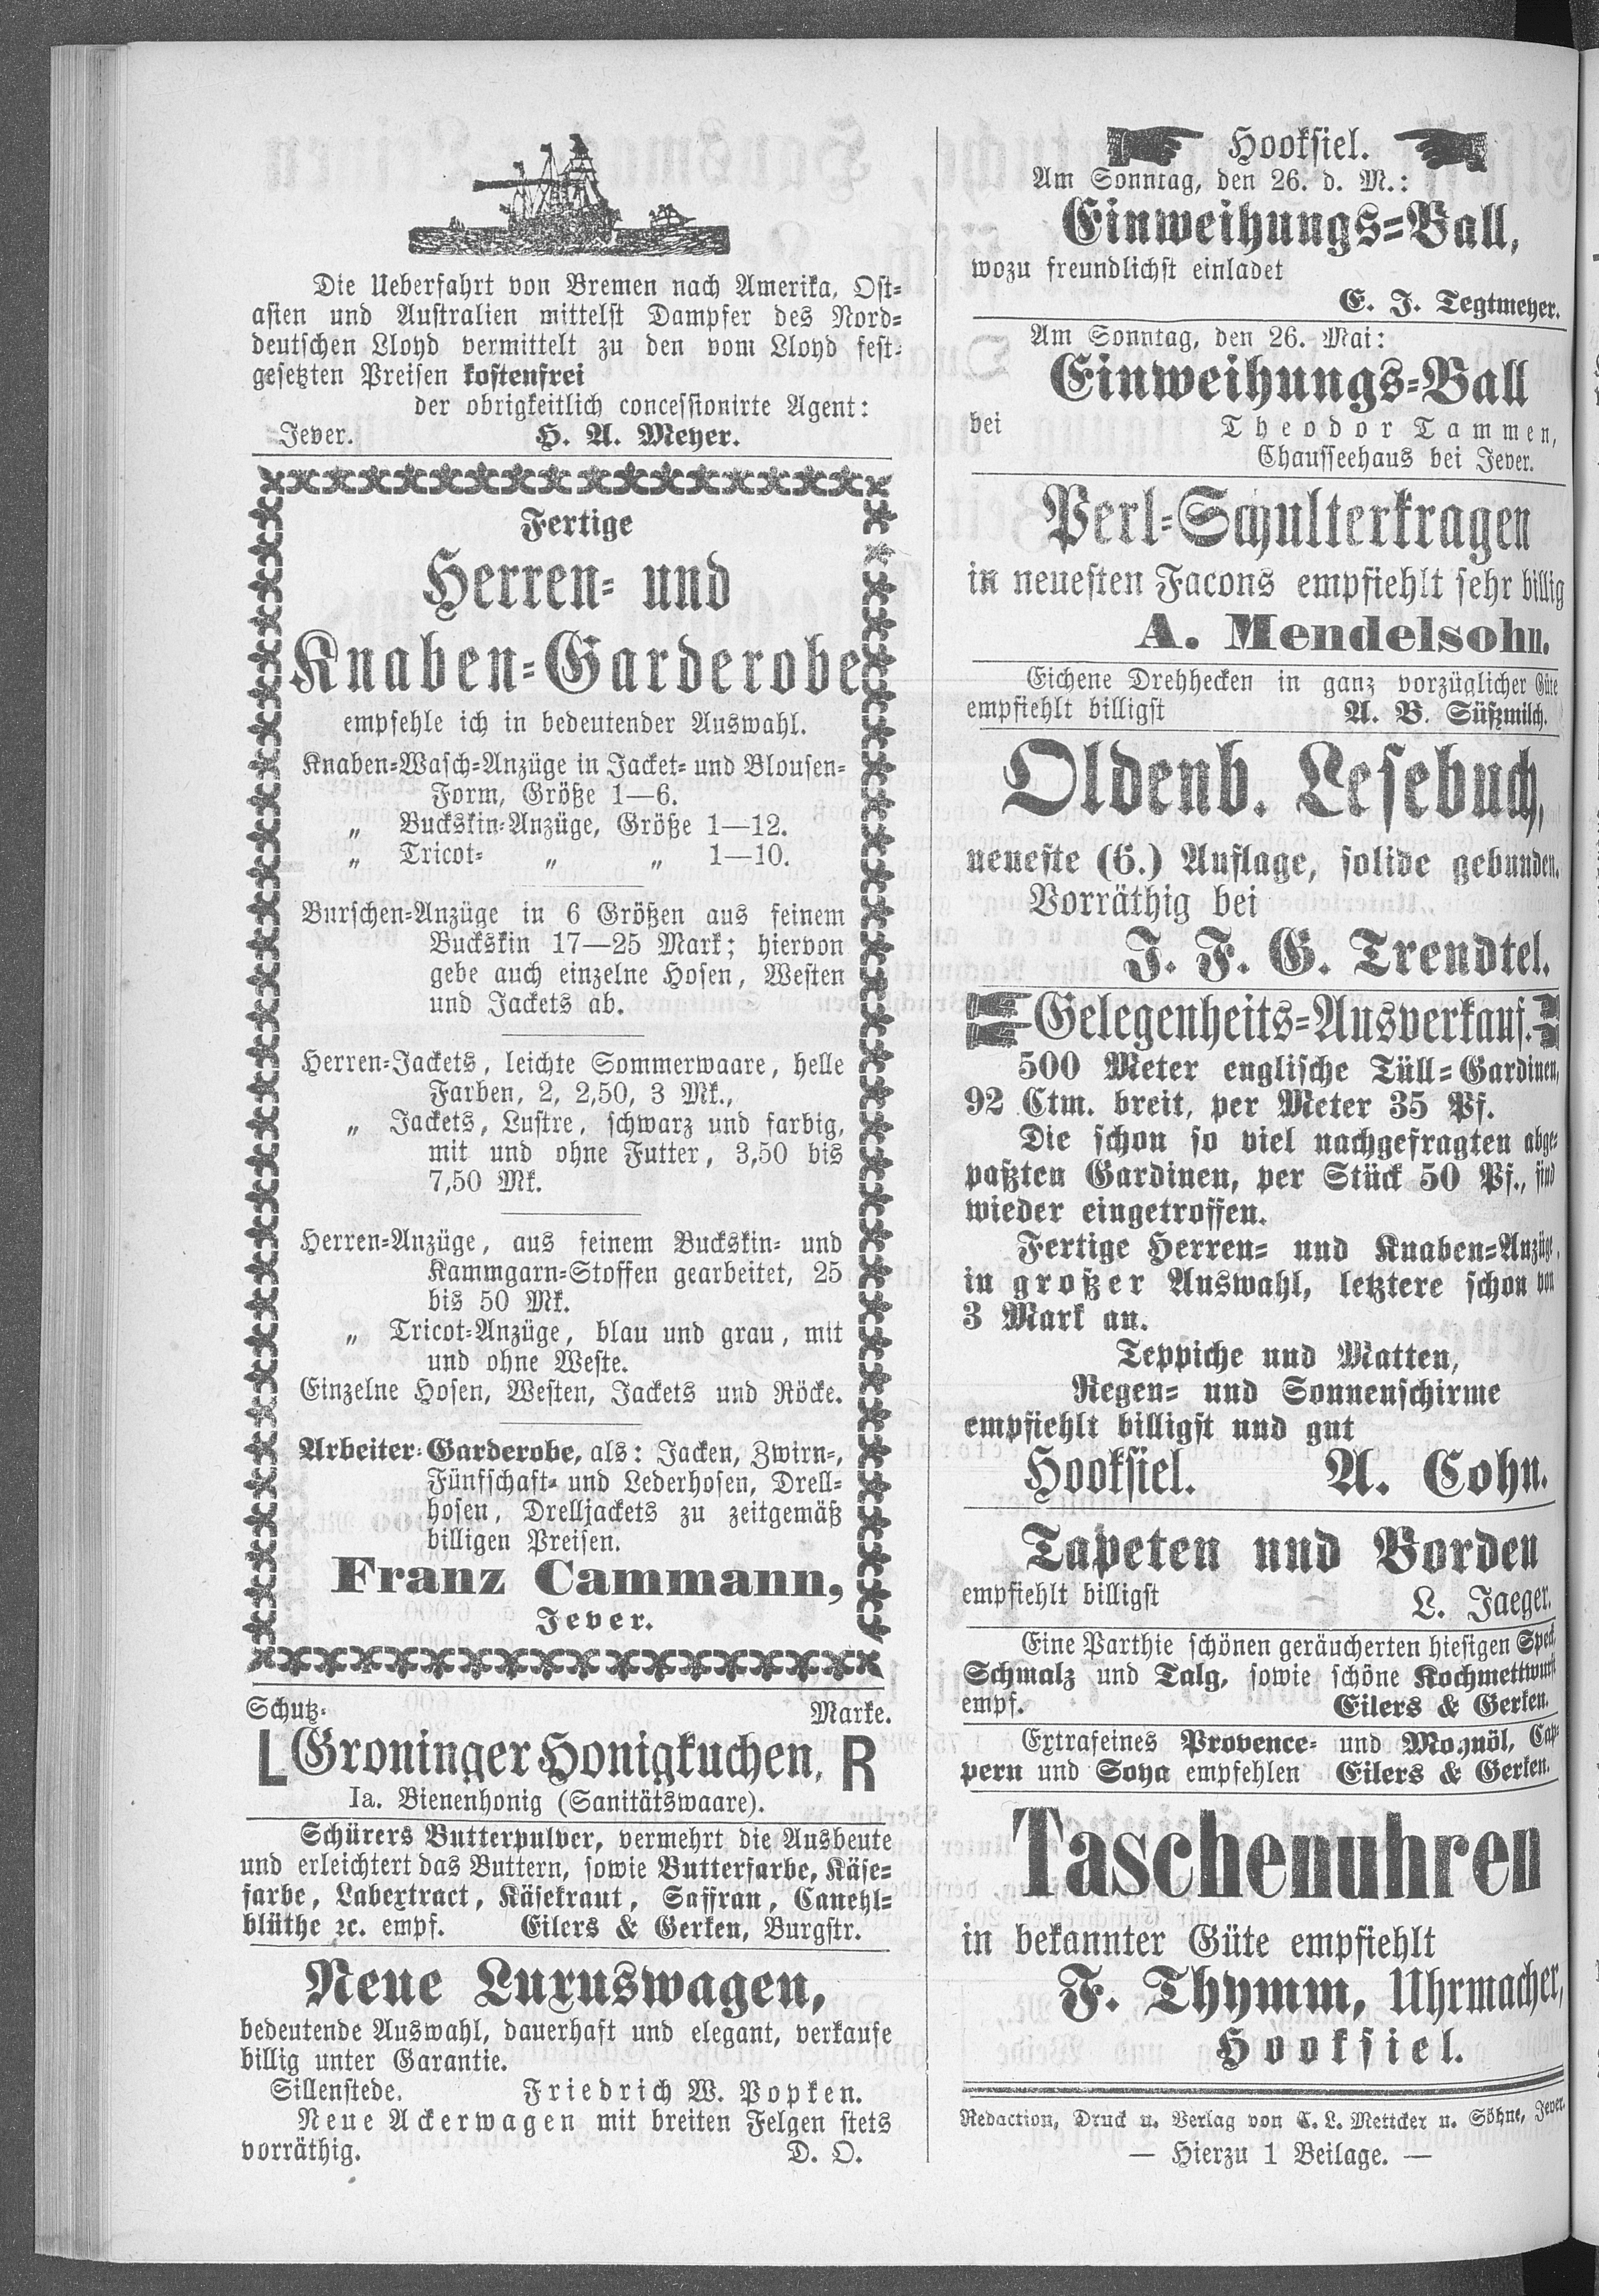 Die Ueberfahrt von Bremen nach Amerika, Ost-
asien und Australien mittelst Dampfer des Nord-
deutschen Lloyd vermittelt zu den vom Lloyd fest-
gesetzten Preisen kostenfrei
der obrigkeitlich concessionirte Agent:
Jever. H. A. Meyer.
Fertige
Herren- und
Knaben-Garderobe
empfehle ich in bedeutender Auswahl.
Knaben-Wasch-Anzüge in Jacket- und Blousen-
Form, Größe 1—6.
„ Buckskin-Anzüge, Größe 1—12.
„ Tricot- „ „ 1—10.
Burschen-Anzüge in 6 Größen aus feinem
Buckskin 17—25 Mark; hiervon
gebe auch einzelne Hosen, Westen
und Jackets ab.
Herren-Jackets, leichte Sommerwaare, helle
Farben, 2, 2,50, 3 Mk.,
„ Jackets, Lustre, schwarz und farbig,
mit und ohne Futter, 3,50 bis
7,50 Mk.
Herren-Anzüge, aus feinem Buckskin- und
Kammgarn-Stoffen gearbeitet, 25
bis 50 Mk.
„ Tricot-Anzüge, blau und grau, mit
und ohne Weste.
Einzelne Hosen, Westen, Jackets und Röcke.
Arbeiter-Garderobe, als: Jacken, Zwirn-,
Fünfschaft- und Lederhosen, Drell-
hosen, Drelljackets zu zeitgemäß
billigen Preisen.
Franz Cammann,
Jever.
Schutz- Marke.
L Groninger Honigkuchen, R
Ia. Bienenhonig (Sanitätswaare).
Schürers Butterpulver, vermehrt die Ausbeute
und erleichtert das Buttern, sowie Butterfarbe, Käse-
farbe, Labextract, Käsekraut, Saffran, Canehl-
blüthe ꝛc. empf. Eilers & Gerken, Burgstr.
Neue Luxuswagen,
bedeutende Auswahl, dauerhaft und elegant, verkaufe
billig unter Garantie.
Sillenstede. Friedrich W. Popken.
Neue Ackerwagen mit breiten Felgen stets
vorräthig. D. O.
Hooksiel.
Am Sonntag, den 26. d. M.:
Einweihungs-Ball,
wozu freundlichst einladet
E. J. Tegtmeyer.
Am Sonntag, den 26. Mai:
Einweihungs-Ball
bei Theodor Tammen,
Chausseehaus bei Jever.
Perl-Schulterkragen
in neuesten Facons empfiehlt sehr billig
A. Mendelsohn.
Eichene Drehhecken in ganz vorzüglicher Güte
empfiehlt billigst A. B. Süßmilch.
Oldenb. Lesebuch,
neueste (6.) Auflage, solide gebunden.
Vorräthig bei
J. F. G. Trendtel.
Gelegenheits-Ausverkauf.
500 Meter englische Tüll-Gardinen,
92 Ctm. breit, per Meter 35 Pf.
Die schon so viel nachgefragten abge-
paßten Gardinen, per Stück 50 Pf., sind
wieder eingetroffen.
Fertige Herren- und Knaben-Anzüge,
in großer Auswahl, letztere schon von
3 Mark an.
Teppiche und Matten,
Regen- und Sonnenschirme
empfiehlt billigst und gut
Hooksiel. A. Cohn.
Tapeten und Borden
empfiehlt billigst L. Jaeger.
Eine Parthie schönen geräucherten hiesigen Speck,
Schmalz und Talg, sowie schöne Kochmettwurst
empf. Eilers & Gerken.
Extrafeines Provence- und Mohnöl, Cap-
pern und Soya empfehlen Eilers & Gerken.
Taschenuhren
in bekannter Güte empfiehlt
F. Thymm, Uhrmacher,
Hooksiel.
Redaction, Druck u. Verlag von C. L. Mettcker u. Söhne, Jever.
— Hierzu 1 Beilage. —